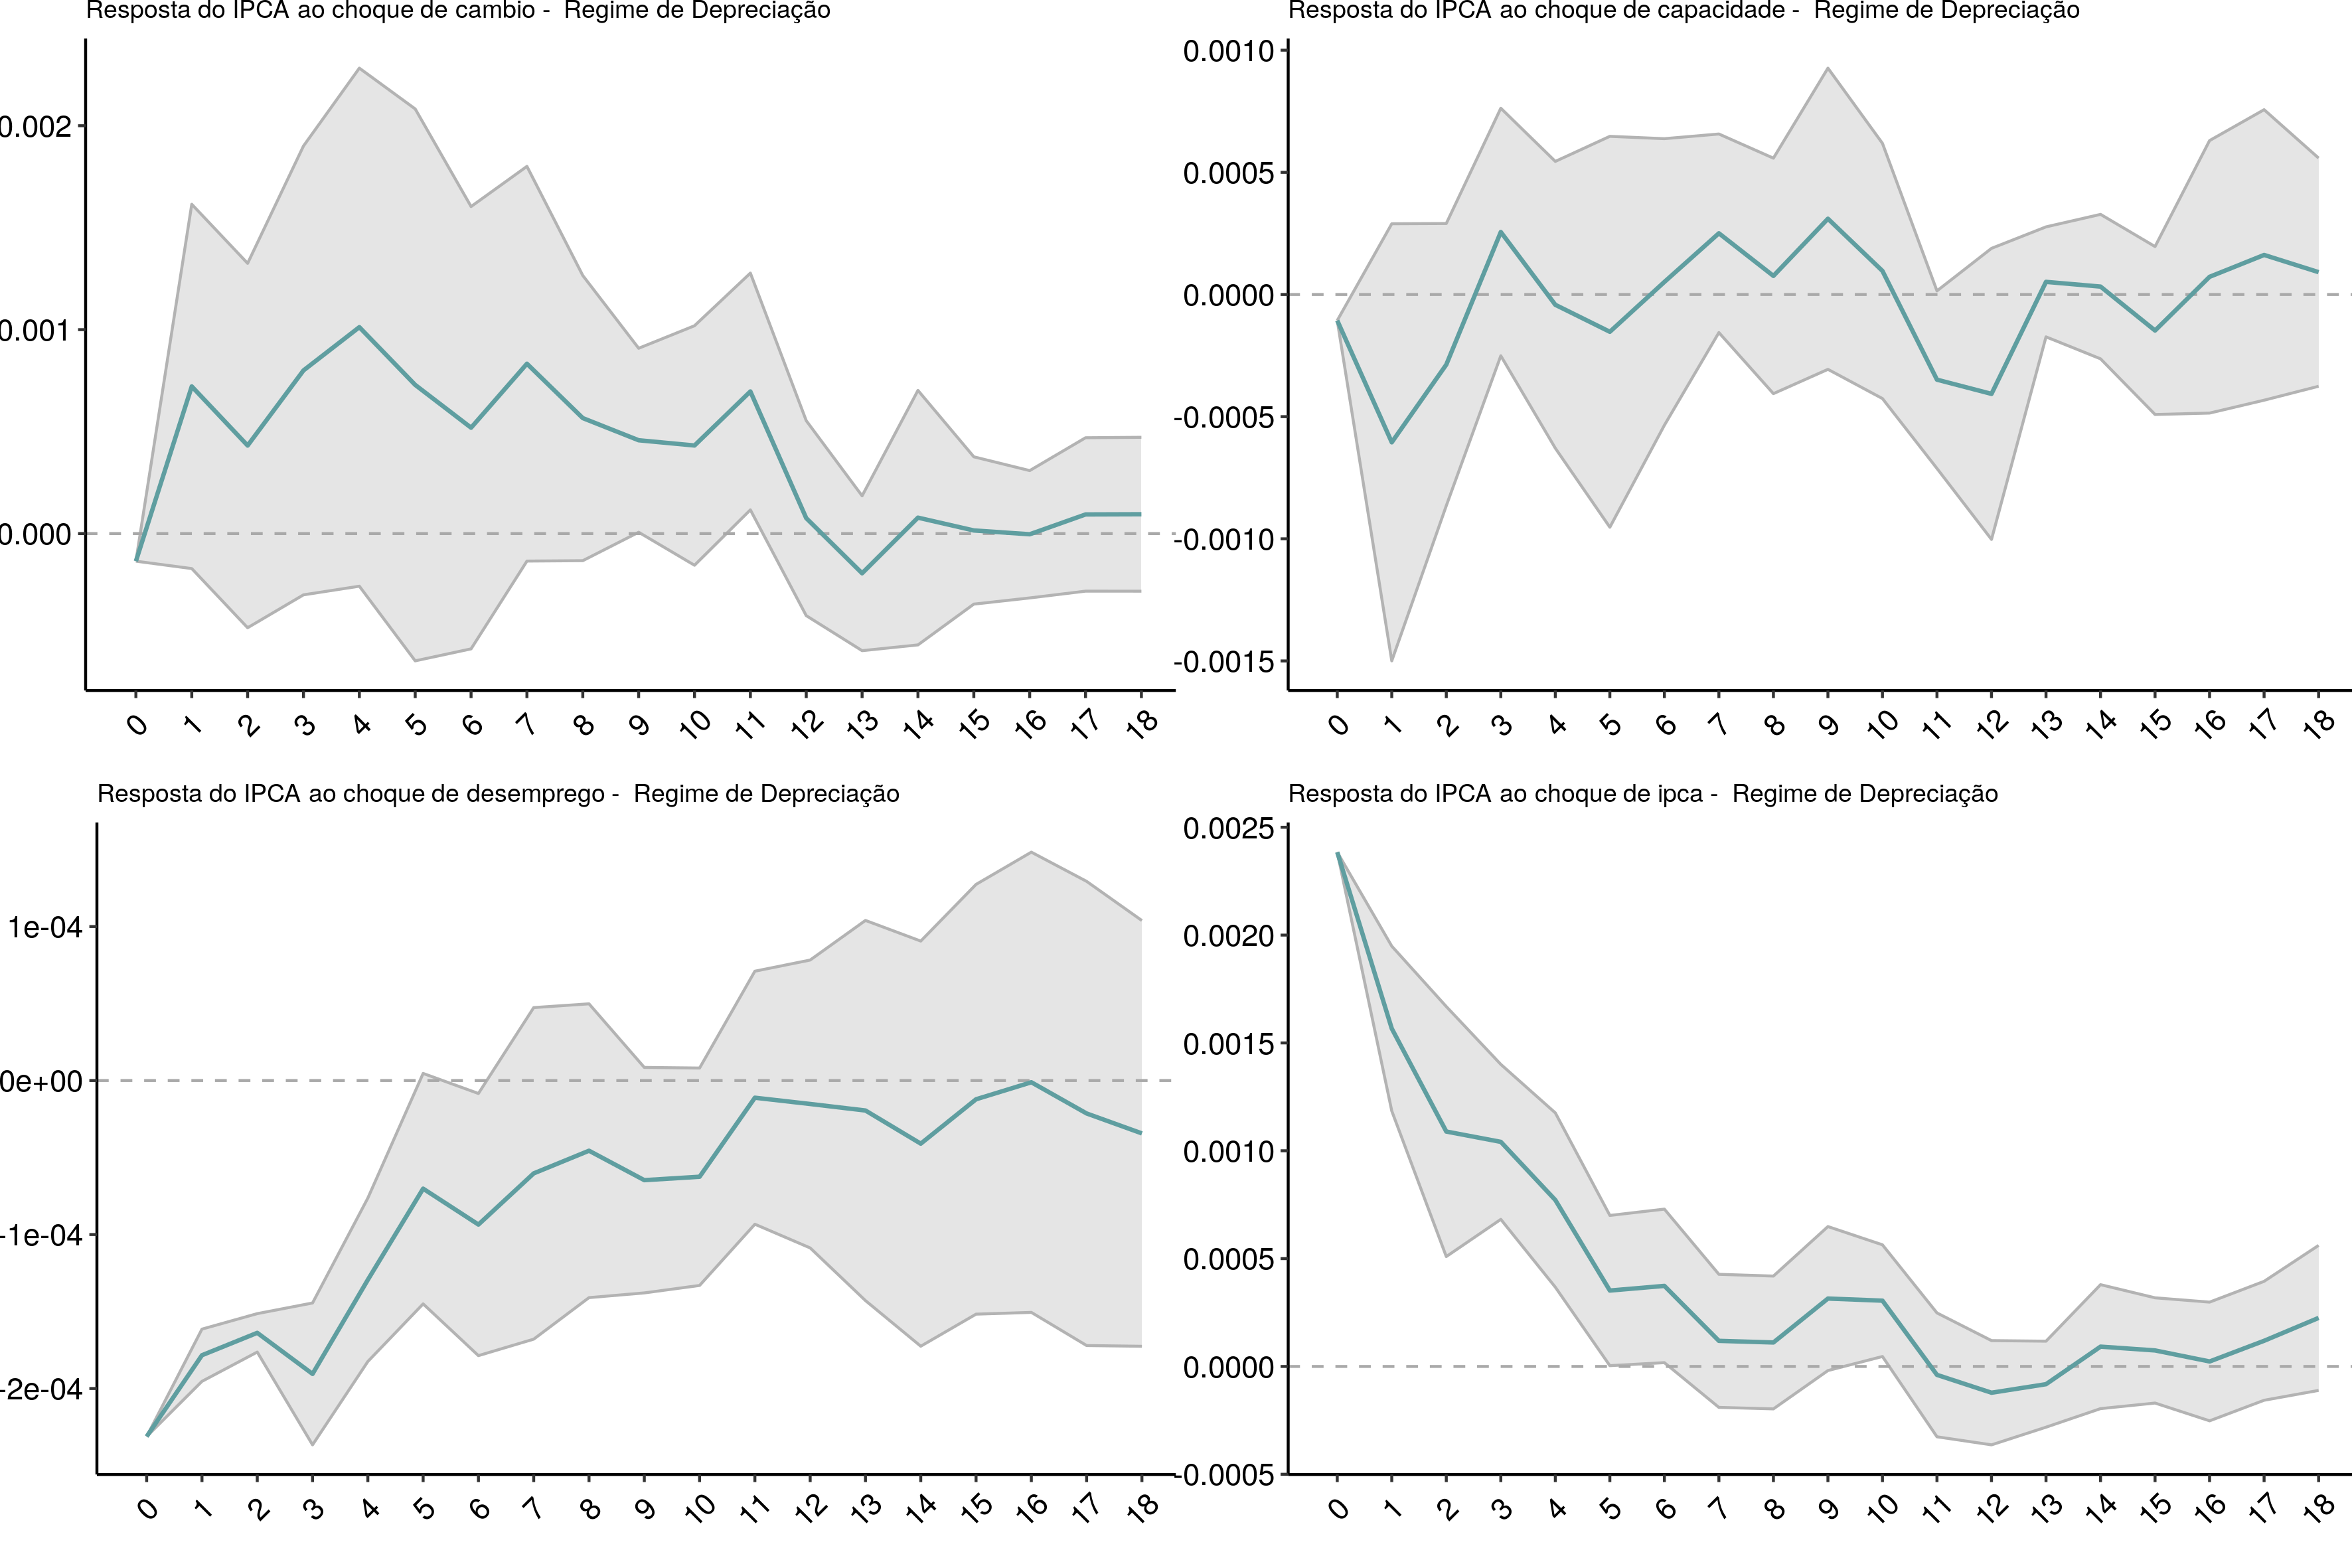 Resposta do IPCA ao choque de cambio -  Regime de Depreciação
0.002
0.001
0.000
0 1 2 3 4 5 6 7 8 9 10 11 12 13 14 15 16 17 18
Resposta do IPCA ao choque de capacidade -  Regime de Depreciação
0.0010
0.0005
0.0000
-0.0005
-0.0010
-0.0015
0 1 2 3 4 5 6 7 8 9 10 11 12 13 14 15 16 17 18
Resposta do IPCA ao choque de desemprego -  Regime de Depreciação
1e-04
0e+00
-1e-04
-2e-04
0 1 2 3 4 5 6 7 8 9 10 11 12 13 14 15 16 17 18
Resposta do IPCA ao choque de ipca -  Regime de Depreciação
0.0025
0.0020
0.0015
0.0010
0.0005
0.0000
-0.0005
0 1 2 3 4 5 6 7 8 9 10 11 12 13 14 15 16 17 18